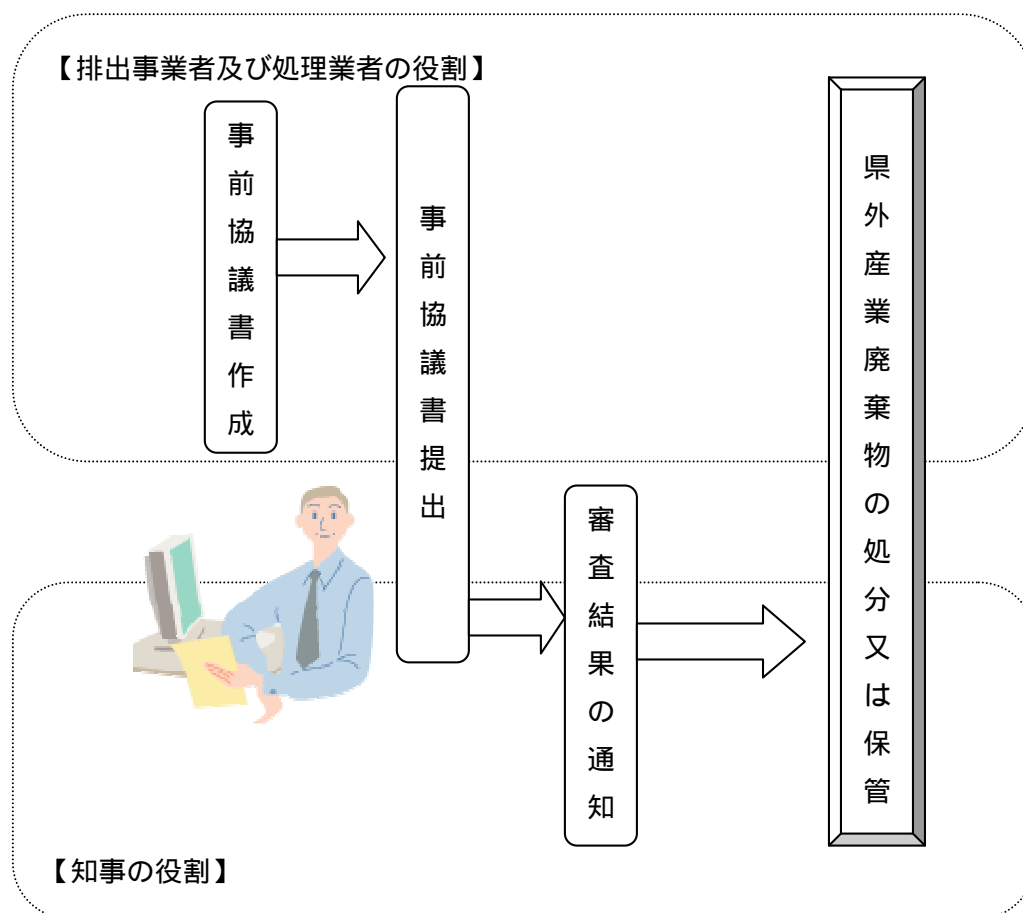 【排出事業者及び処理業者の役割】
事前協議書作成
事前協議書提出
審査結果の通知
県外産業廃棄物の処分又は保管
【知事の役割】